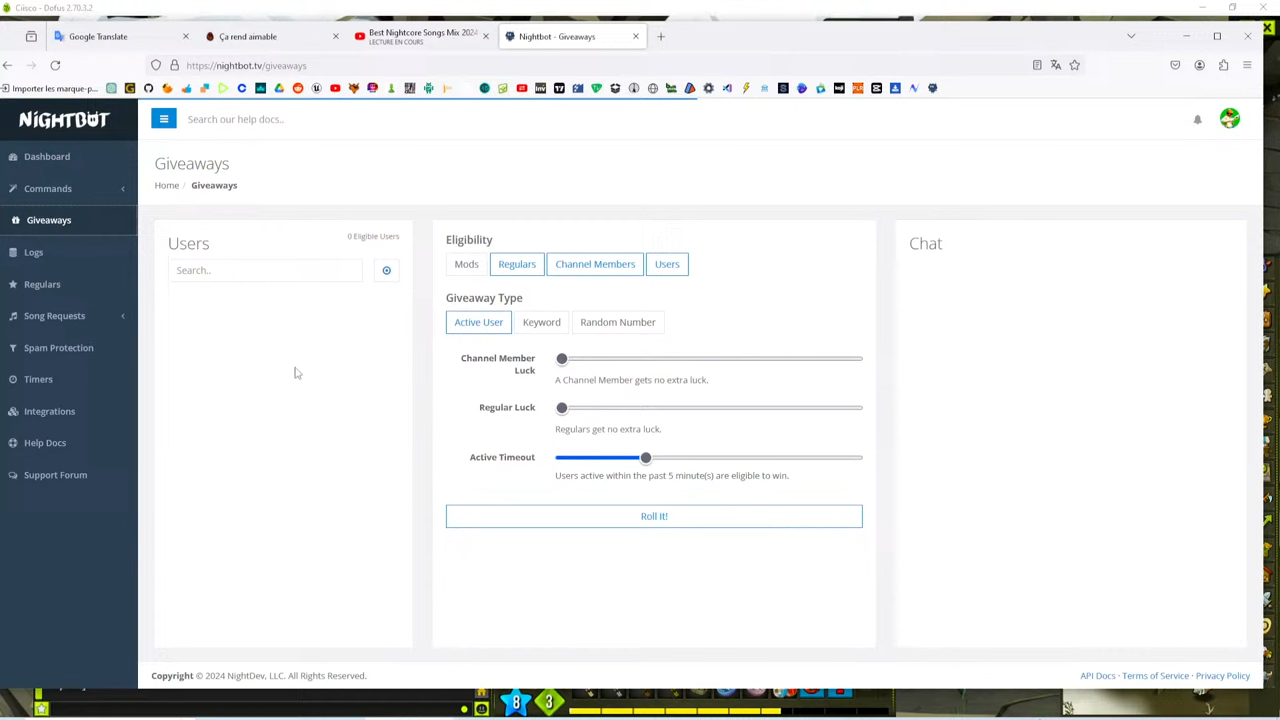 Ciisco - Dofus 2.70.3.2
Google Translate
Ça rend aimable
Best Nightcore Songs Mix 2024
LECTURE EN COURS
Nightbot - Giveaways
https://nightbot.tv/giveaways
Importer les marque-p...
NIGHTBOT
Search our help docs..
Dashboard
Commands
Giveaways
Logs
Regulars
Song Requests
Spam Protection
Timers
Integrations
Help Docs
Support Forum
Giveaways
Home / Giveaways
Users
0 Eligible Users
Search..
Eligibility
Mods
Regulars
Channel Members
Users
Giveaway Type
Active User
Keyword
Random Number
Channel Member
Luck
A Channel Member gets no extra luck.
Regular Luck
Regulars get no extra luck.
Active Timeout
Users active within the past 5 minute(s) are eligible to win.
Roll It!
Chat
Copyright © 2024 NightDev, LLC. All Rights Reserved.
API Docs · Terms of Service · Privacy Policy
8
3